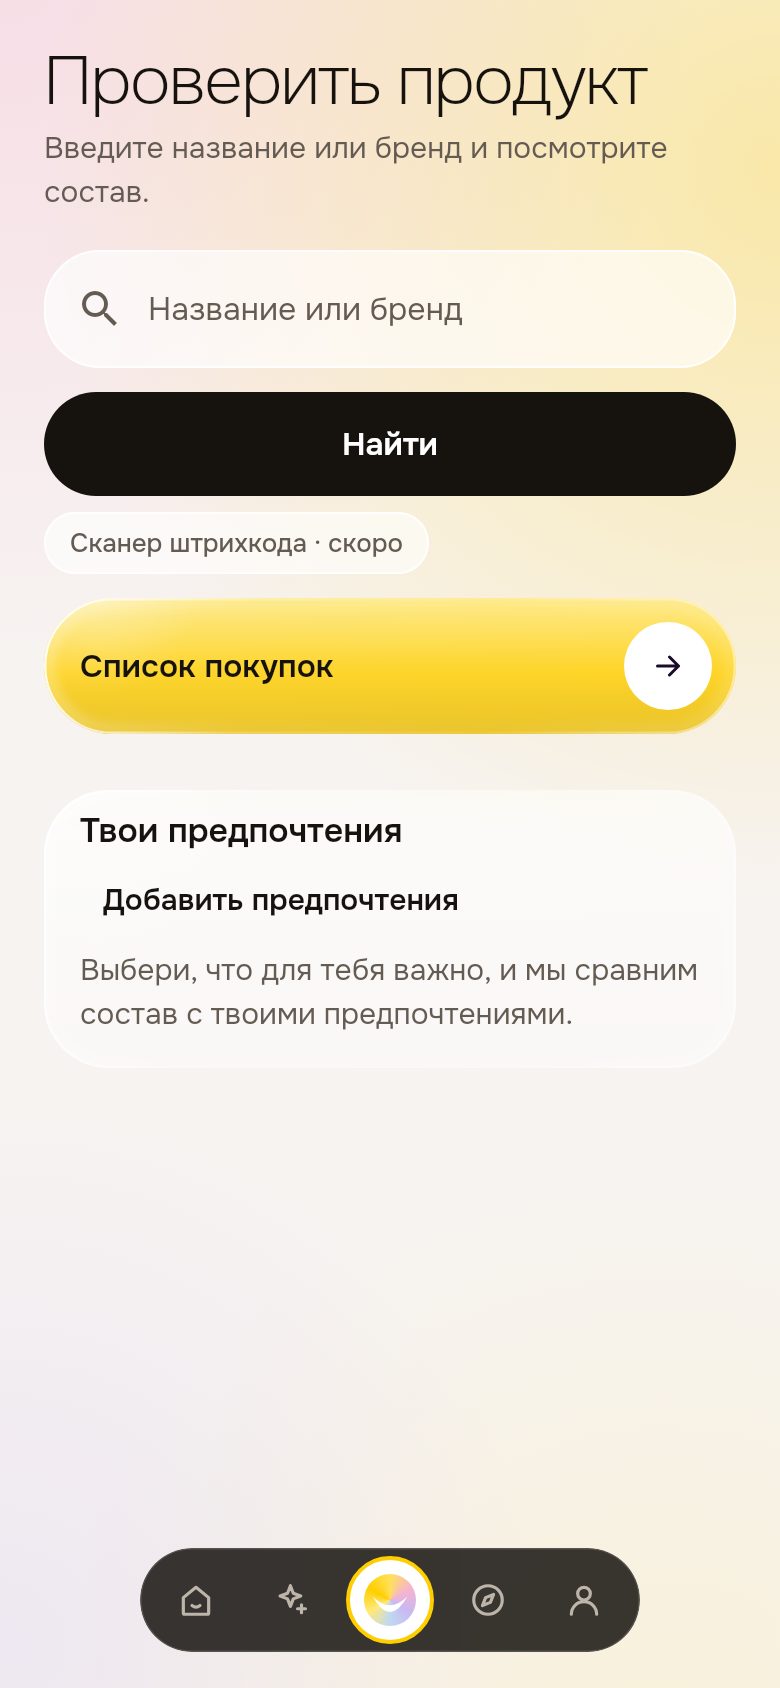 Проверить продукт
Введите название или бренд и посмотрите
состав.
Название или бренд
Найти
Сканер штрихкода · скоро
Список покупок
Твои предпочтения
Добавить предпочтения
Выбери, что для тебя важно, и мы сравним
состав с твоими предпочтениями.